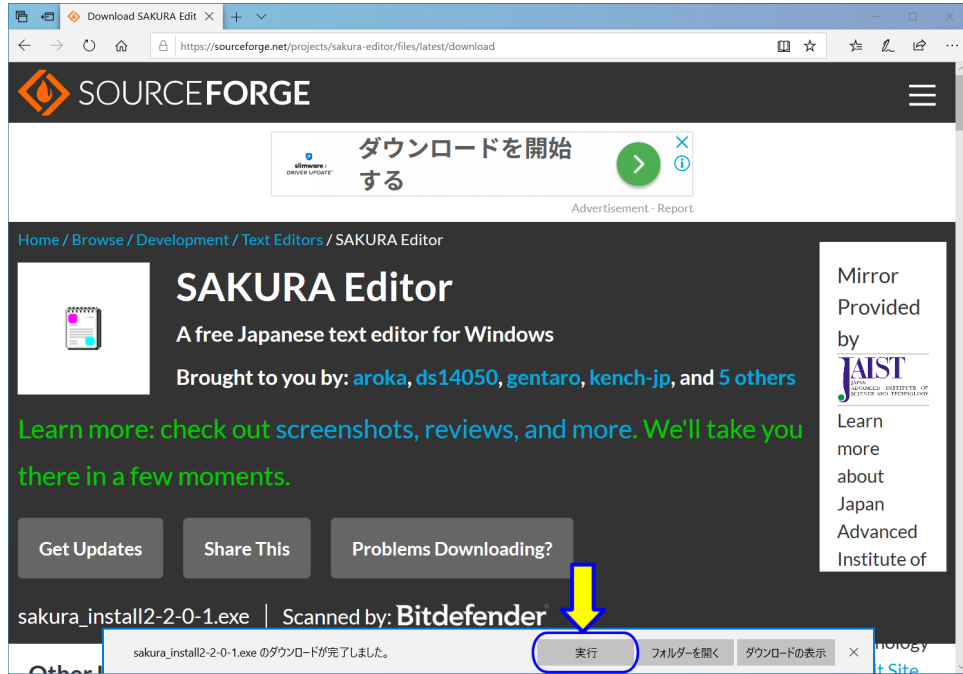 Download SAKURA Edit
https://sourceforge.net/projects/sakura-editor/files/latest/download
SOURCEFORGE
slimware/
DRIVER UPDATE
ダウンロードを開始
する
Advertisement - Report
Home / Browse / Development / Text Editors / SAKURA Editor
SAKURA Editor
A free Japanese text editor for Windows
Brought to you by: aroka, ds14050, gentaro, kench-jp, and 5 others
Mirror
Provided
by
JAIST
JAPAN
ADVANCED INSTITUTE OF
SCIENCE AND TECHNOLOGY
Learn
more
about
Japan
Advanced
Institute of
Learn more: check out screenshots, reviews, and more. We'll take you
there in a few moments.
Get Updates
Share This
Problems Downloading?
sakura_install2-2-0-1.exe | Scanned by: Bitdefender
sakura_install2-2-0-1.exe のダウンロードが完了しました。
実行
フォルダーを開く
ダウンロードの表示